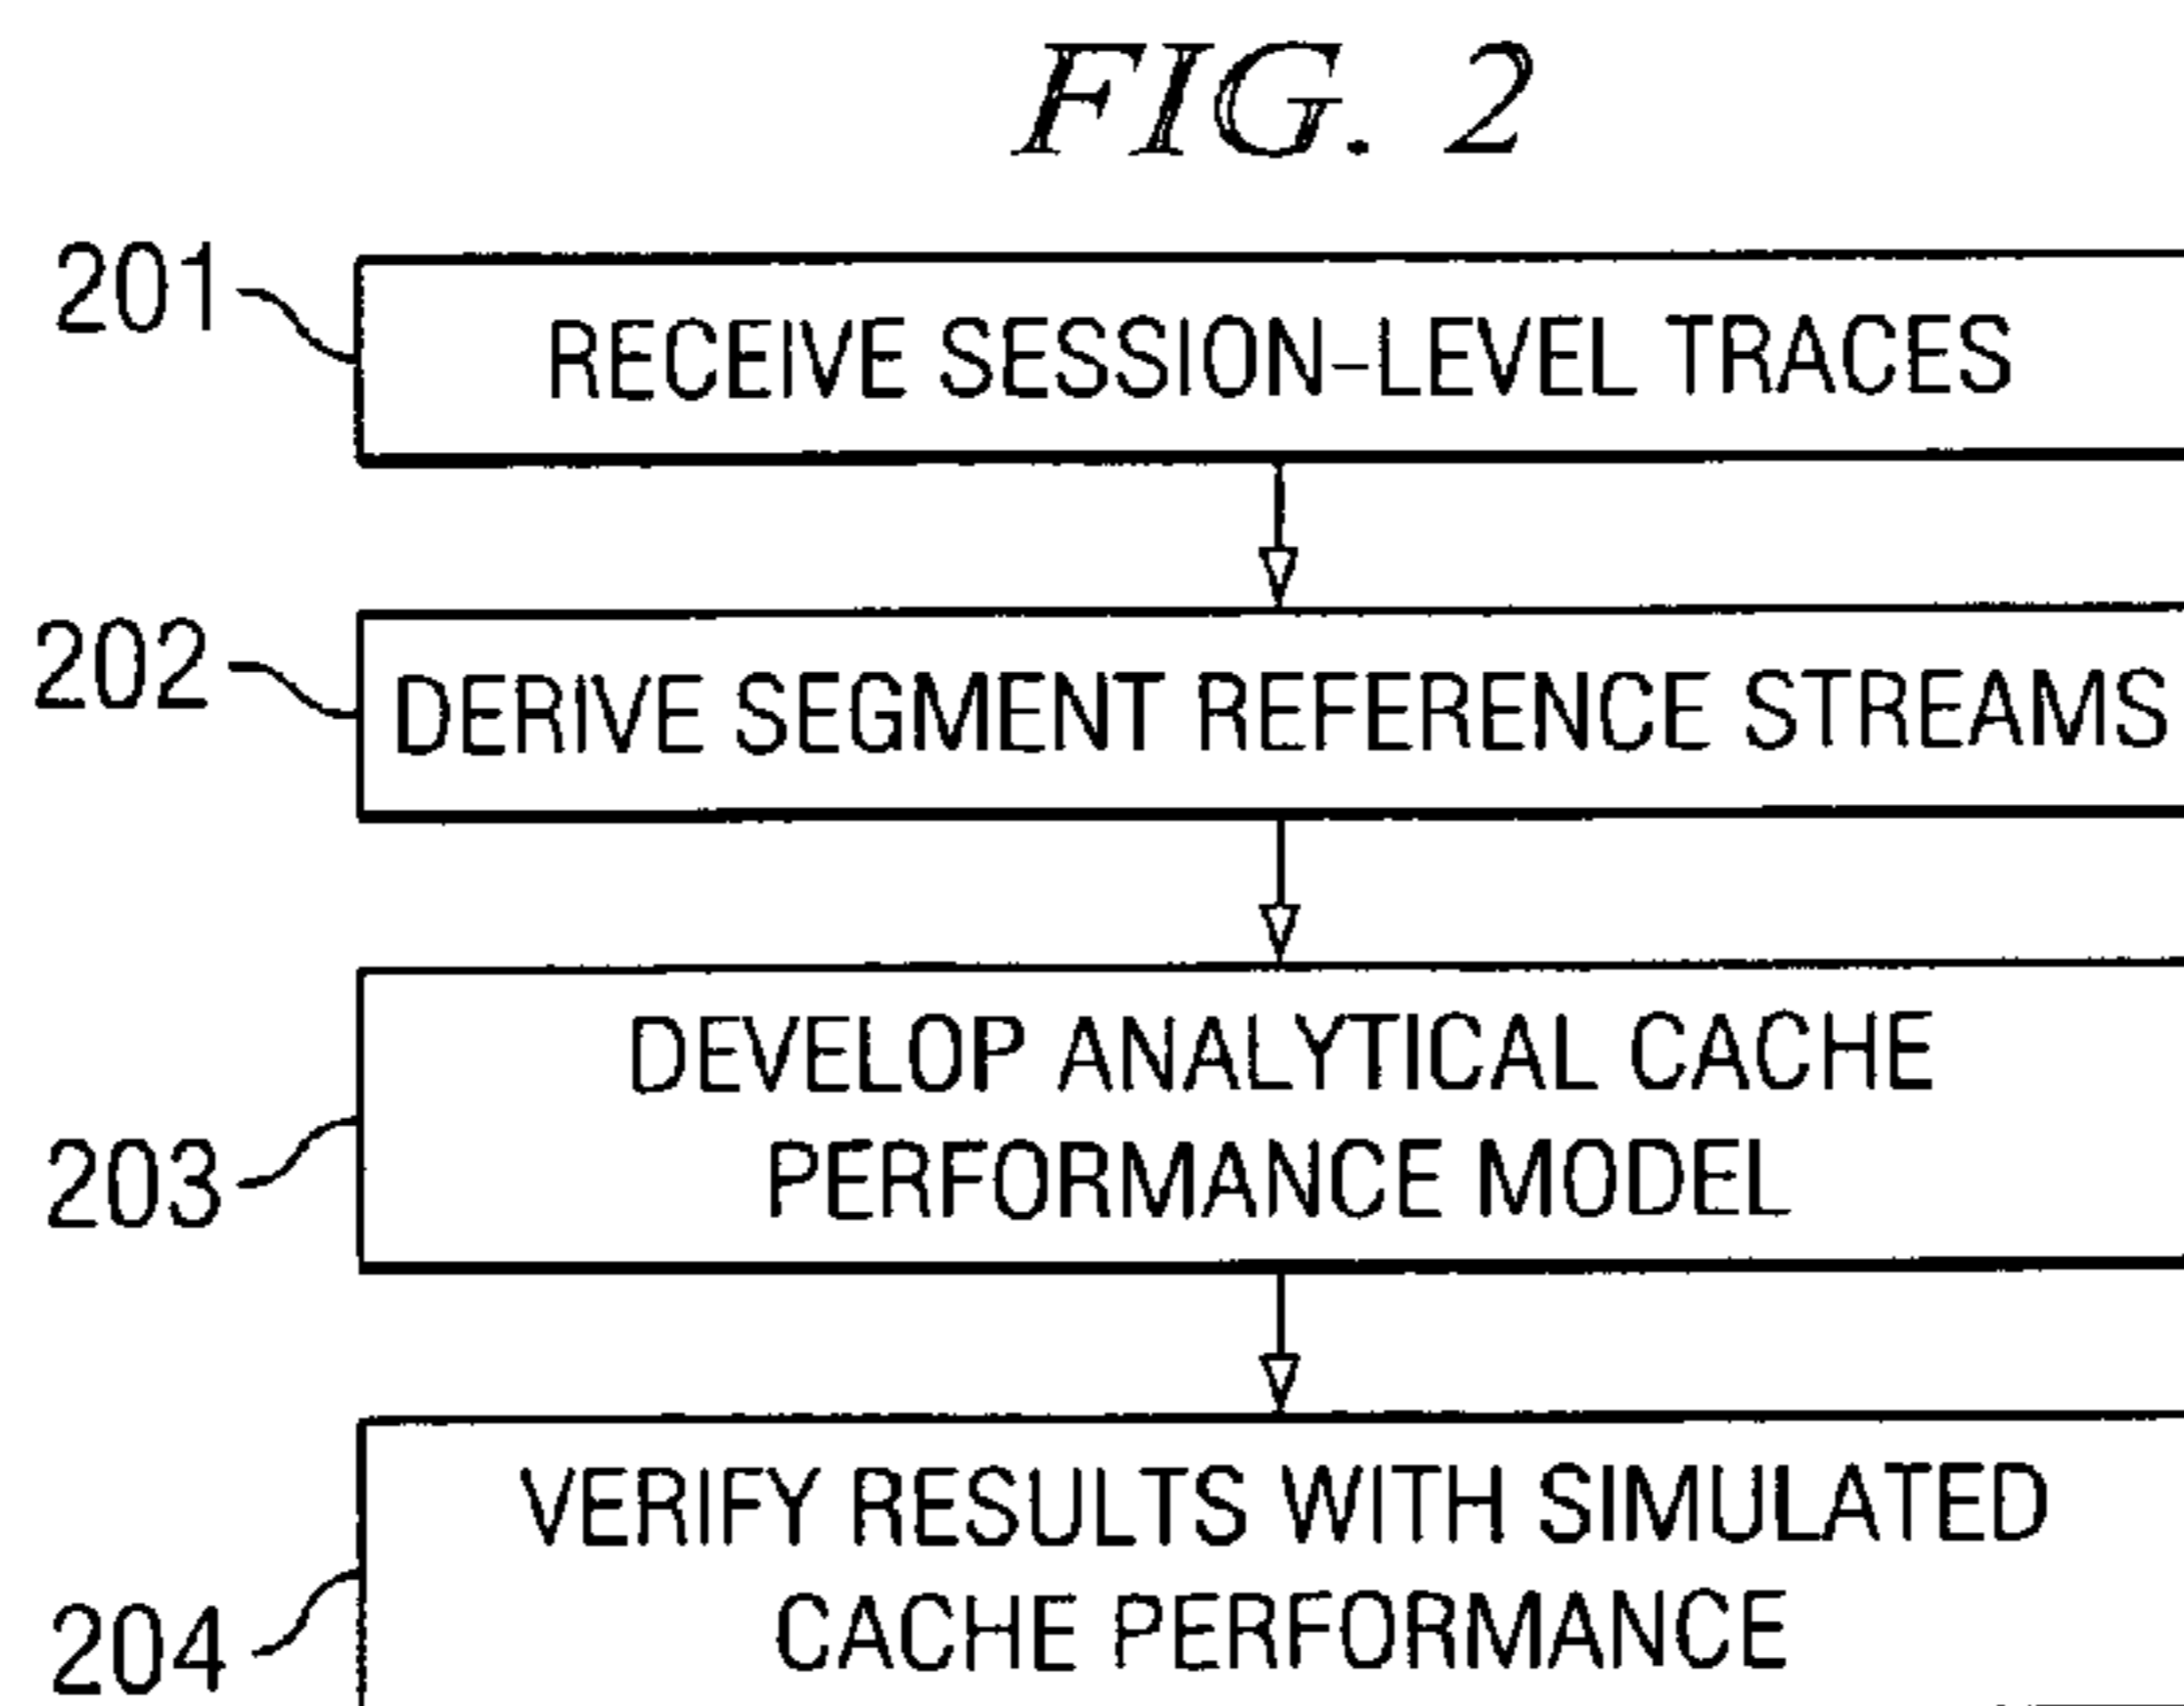 FIG. 2
201
RECEIVE SESSION-LEVEL TRACES
202
DERIVE SEGMENT REFERENCE STREAMS
DEVELOP ANALYTICAL CACHE
PERFORMANCE MODEL
203
VERIFY RESULTS WITH SIMULATED
CACHE PERFORMANCE
204